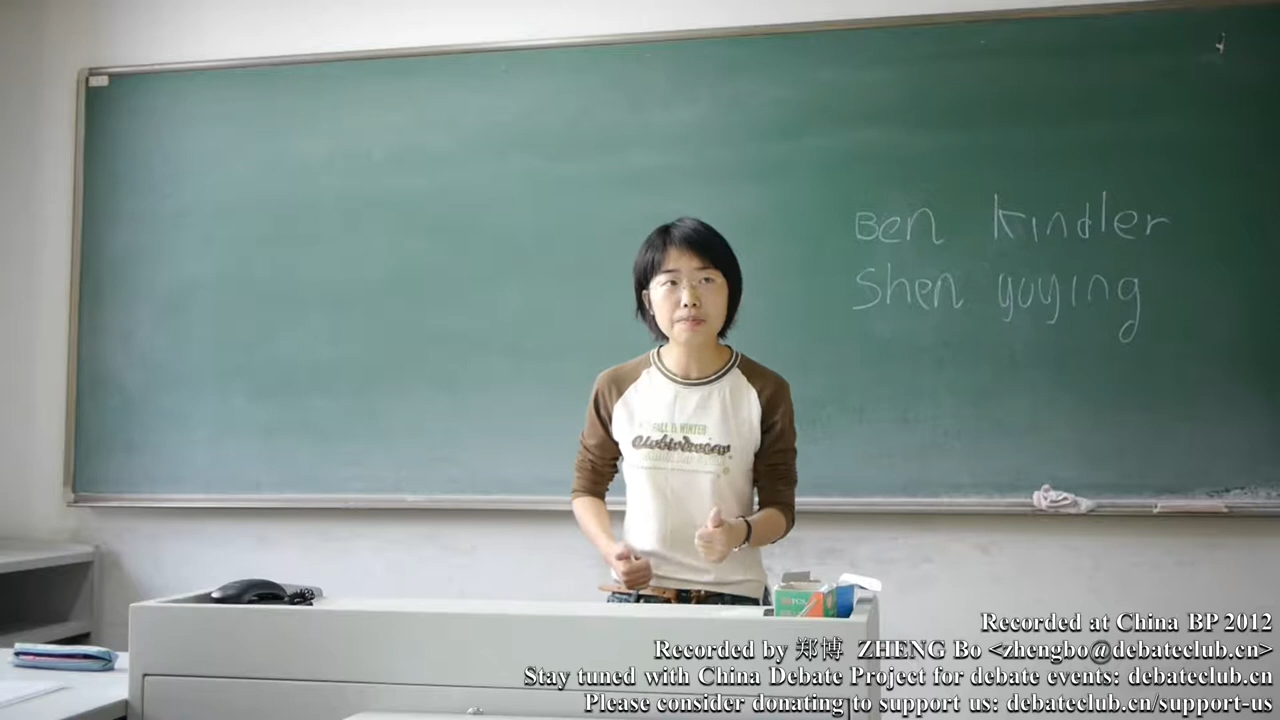 Ben Kindler
Shen yuying
FALL & WINTER
Recorded at China BP 2012
Recorded by 郑博 ZHENG Bo <zhengbo@debateclub.cn>
Stay tuned with China Debate Project for debate events: debateclub.cn
Please consider donating to support us: debateclub.cn/support-us